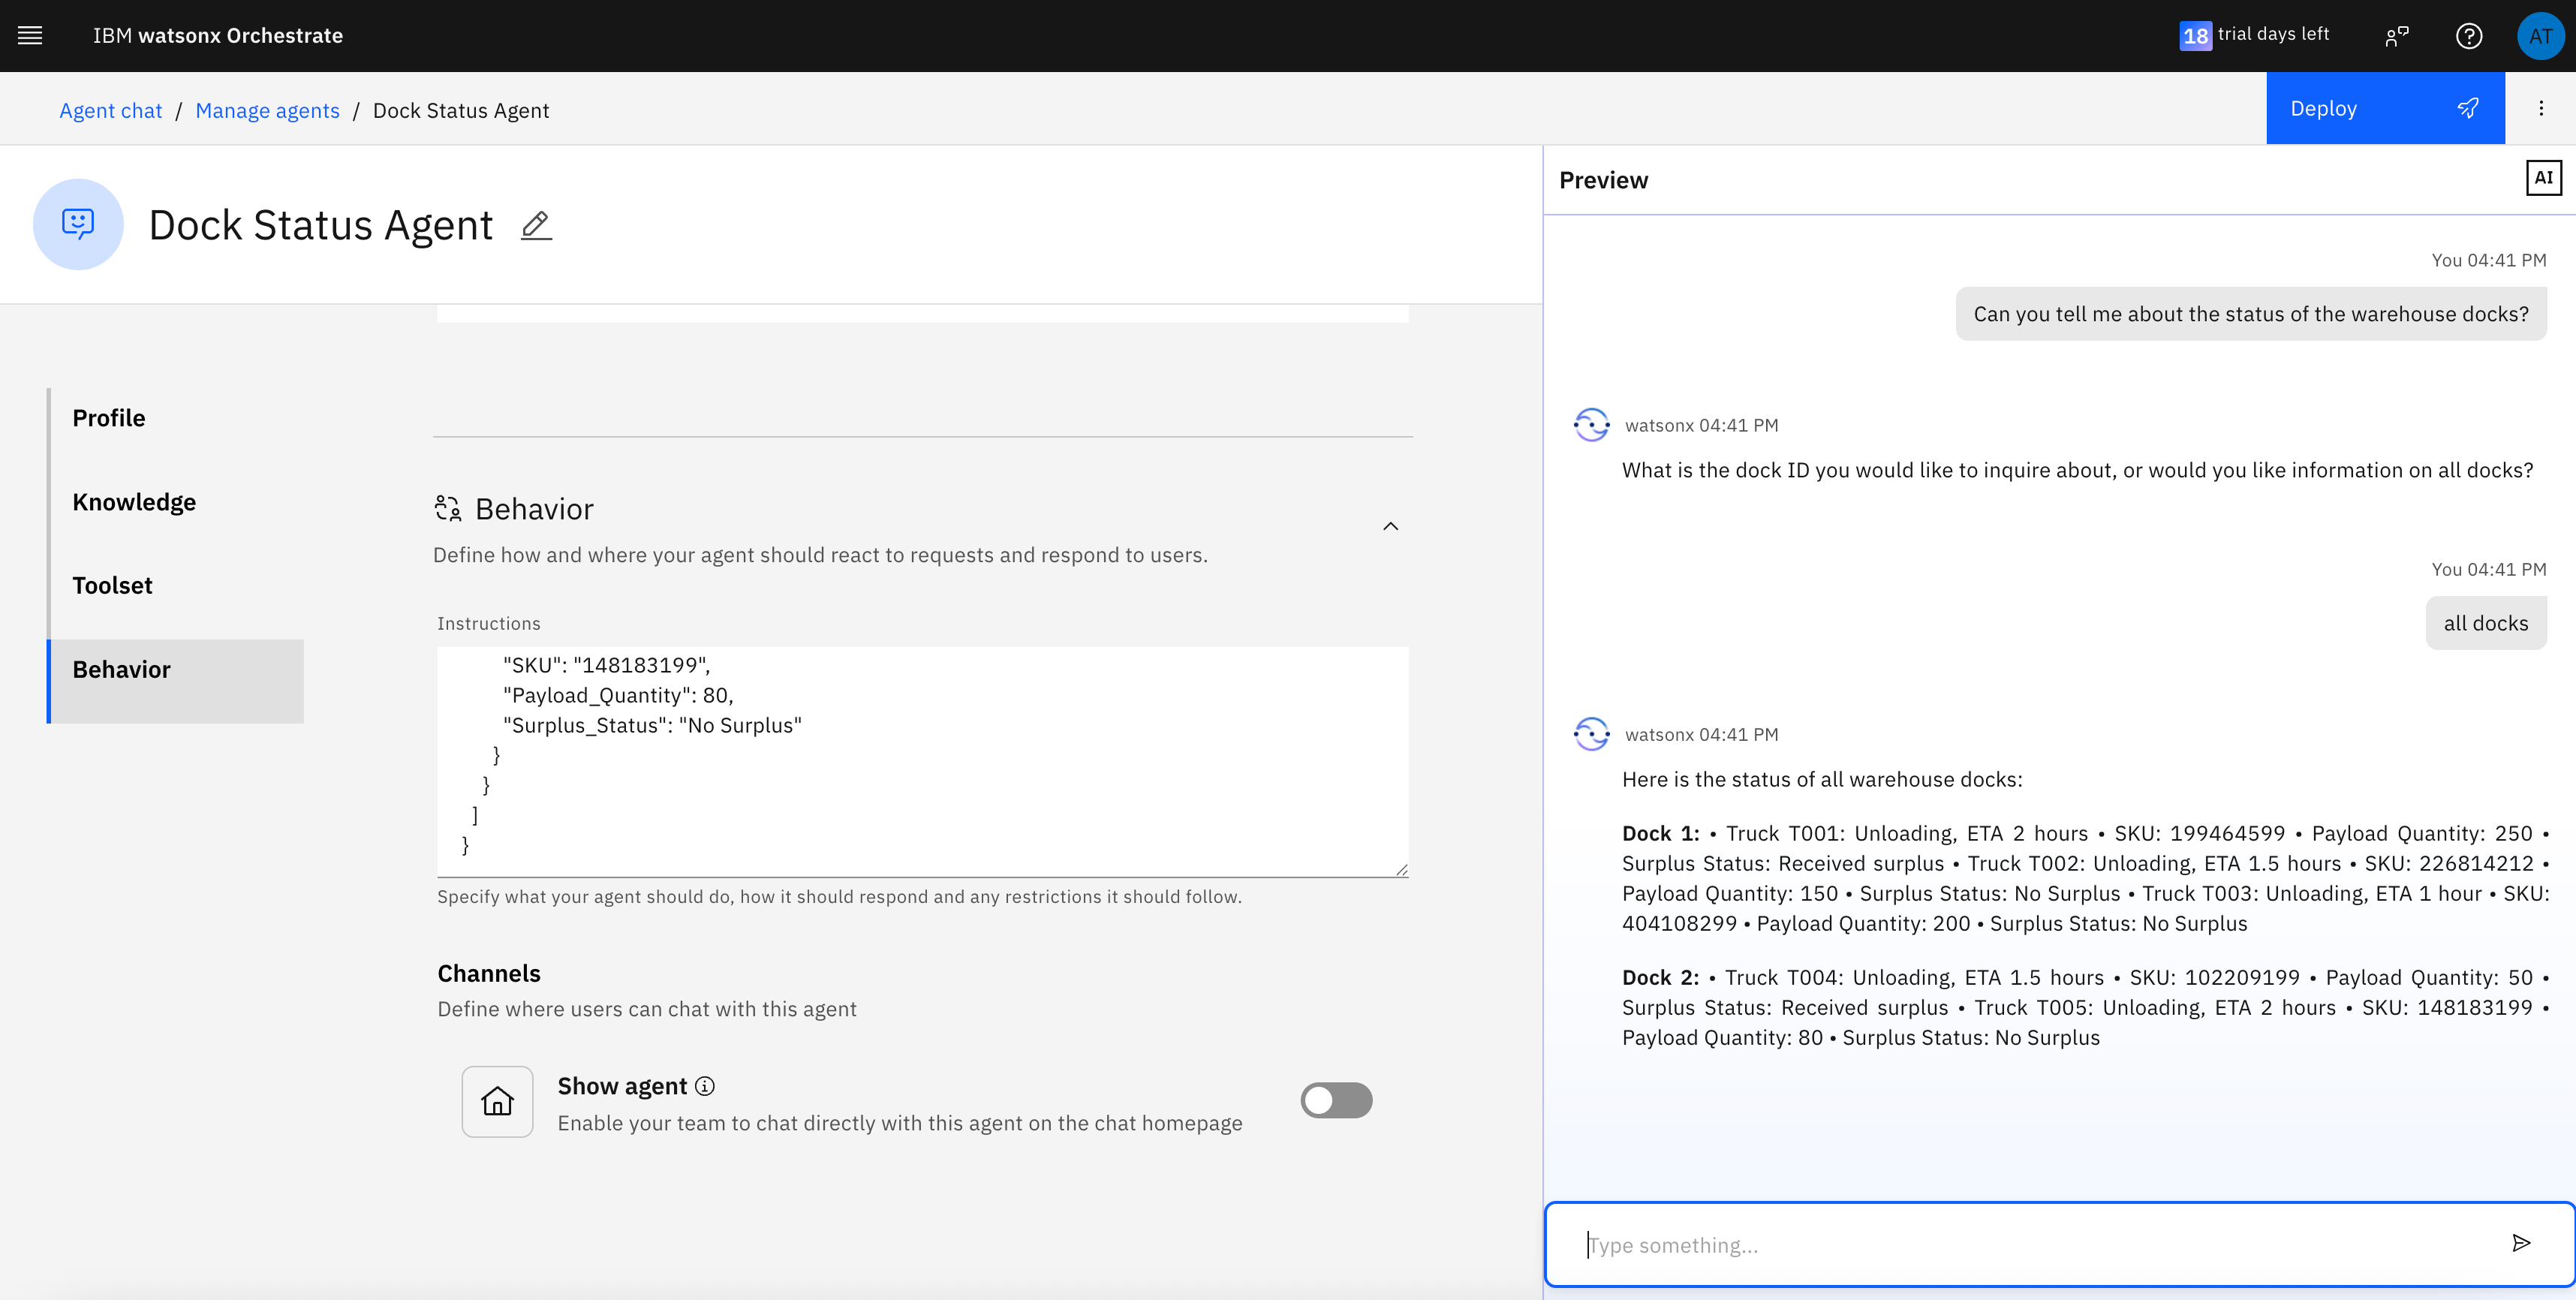 IBM watsonx Orchestrate
18 trial days left
AT
Agent chat / Manage agents / Dock Status Agent
Deploy
Dock Status Agent
Profile
Knowledge
Toolset
Behavior
Behavior
Define how and where your agent should react to requests and respond to users.
Instructions
"SKU": "148183199",
"Payload_Quantity": 80,
"Surplus_Status": "No Surplus"
}
}
]
}
Specify what your agent should do, how it should respond and any restrictions it should follow.
Channels
Define where users can chat with this agent
Show agent
Enable your team to chat directly with this agent on the chat homepage
Preview
AI
You 04:41 PM
Can you tell me about the status of the warehouse docks?
watsonx 04:41 PM
What is the dock ID you would like to inquire about, or would you like information on all docks?
You 04:41 PM
all docks
watsonx 04:41 PM
Here is the status of all warehouse docks:
Dock 1: • Truck T001: Unloading, ETA 2 hours • SKU: 199464599 • Payload Quantity: 250 •
Surplus Status: Received surplus • Truck T002: Unloading, ETA 1.5 hours • SKU: 226814212 •
Payload Quantity: 150 • Surplus Status: No Surplus • Truck T003: Unloading, ETA 1 hour • SKU:
404108299 • Payload Quantity: 200 • Surplus Status: No Surplus
Dock 2: • Truck T004: Unloading, ETA 1.5 hours • SKU: 102209199 • Payload Quantity: 50 •
Surplus Status: Received surplus • Truck T005: Unloading, ETA 2 hours • SKU: 148183199 •
Payload Quantity: 80 • Surplus Status: No Surplus
Type something...